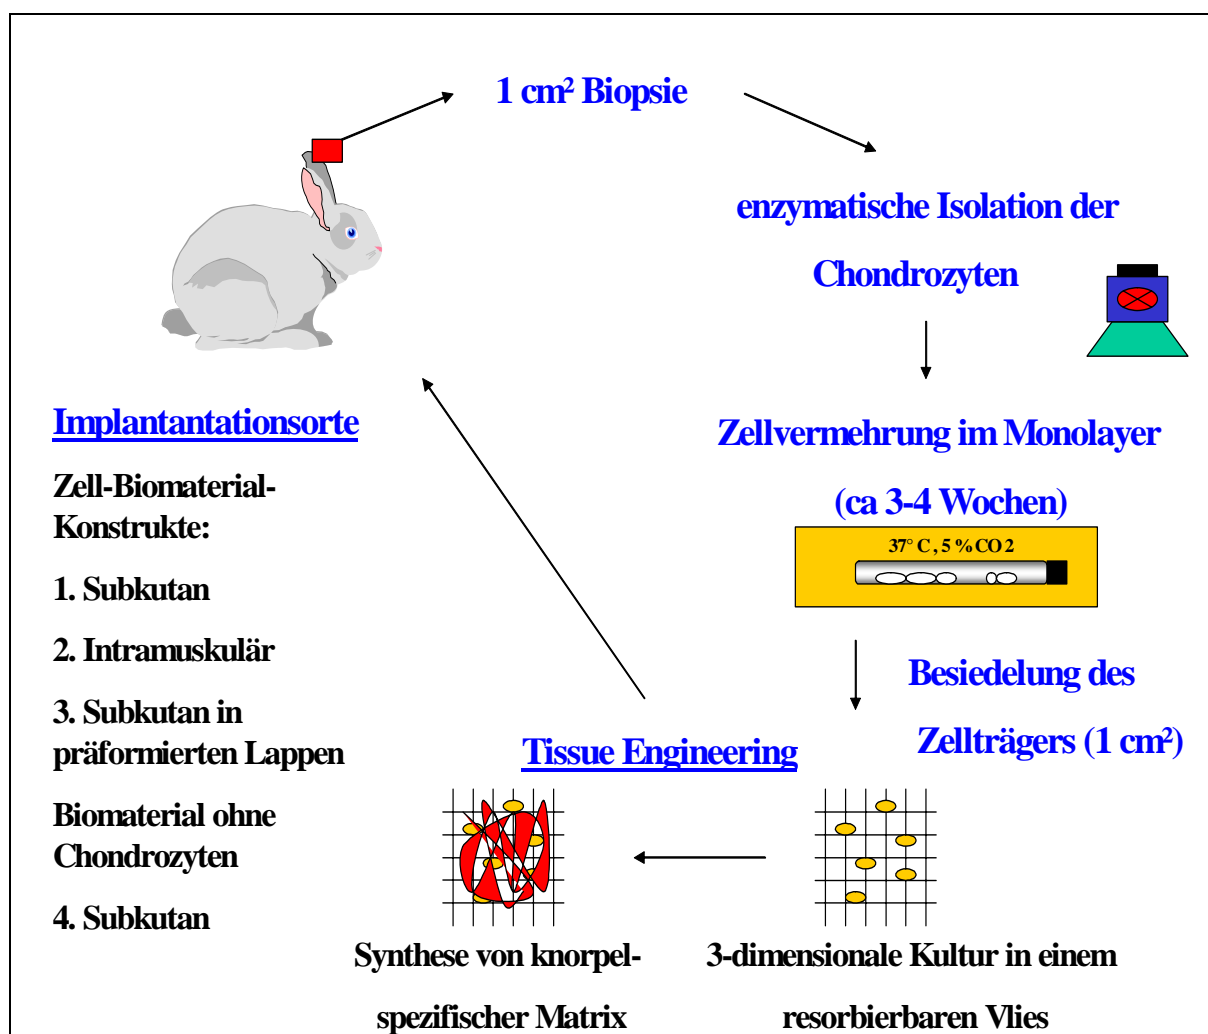 1 cm² Biopsie
enzymatische Isolation der
Chondrozyten
Zellvermehrung im Monolayer
(ca 3-4 Wochen)
37° C , 5 % CO 2
Besiedelung des
Zellträgers (1 cm²)
3-dimensionale Kultur in einem
resorbierbaren Vlies
Tissue Engineering
Synthese von knorpel-
spezifischer Matrix
Implantantationsorte
Zell-Biomaterial-
Konstrukte:
1. Subkutan
2. Intramuskulär
3. Subkutan in
präformierten Lappen
Biomaterial ohne
Chondrozyten
4. Subkutan